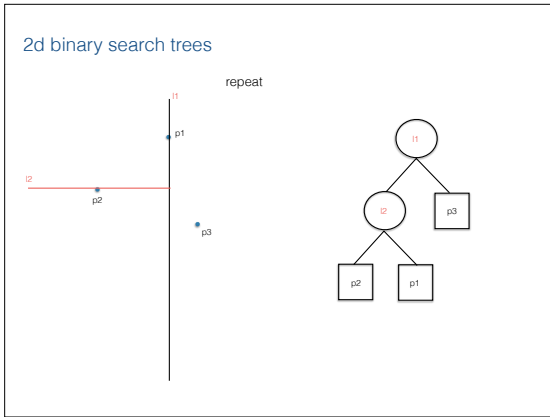 2d binary search trees
repeat
l1
p1
l2
p2
p3
l1
l2
p3
p2
p1